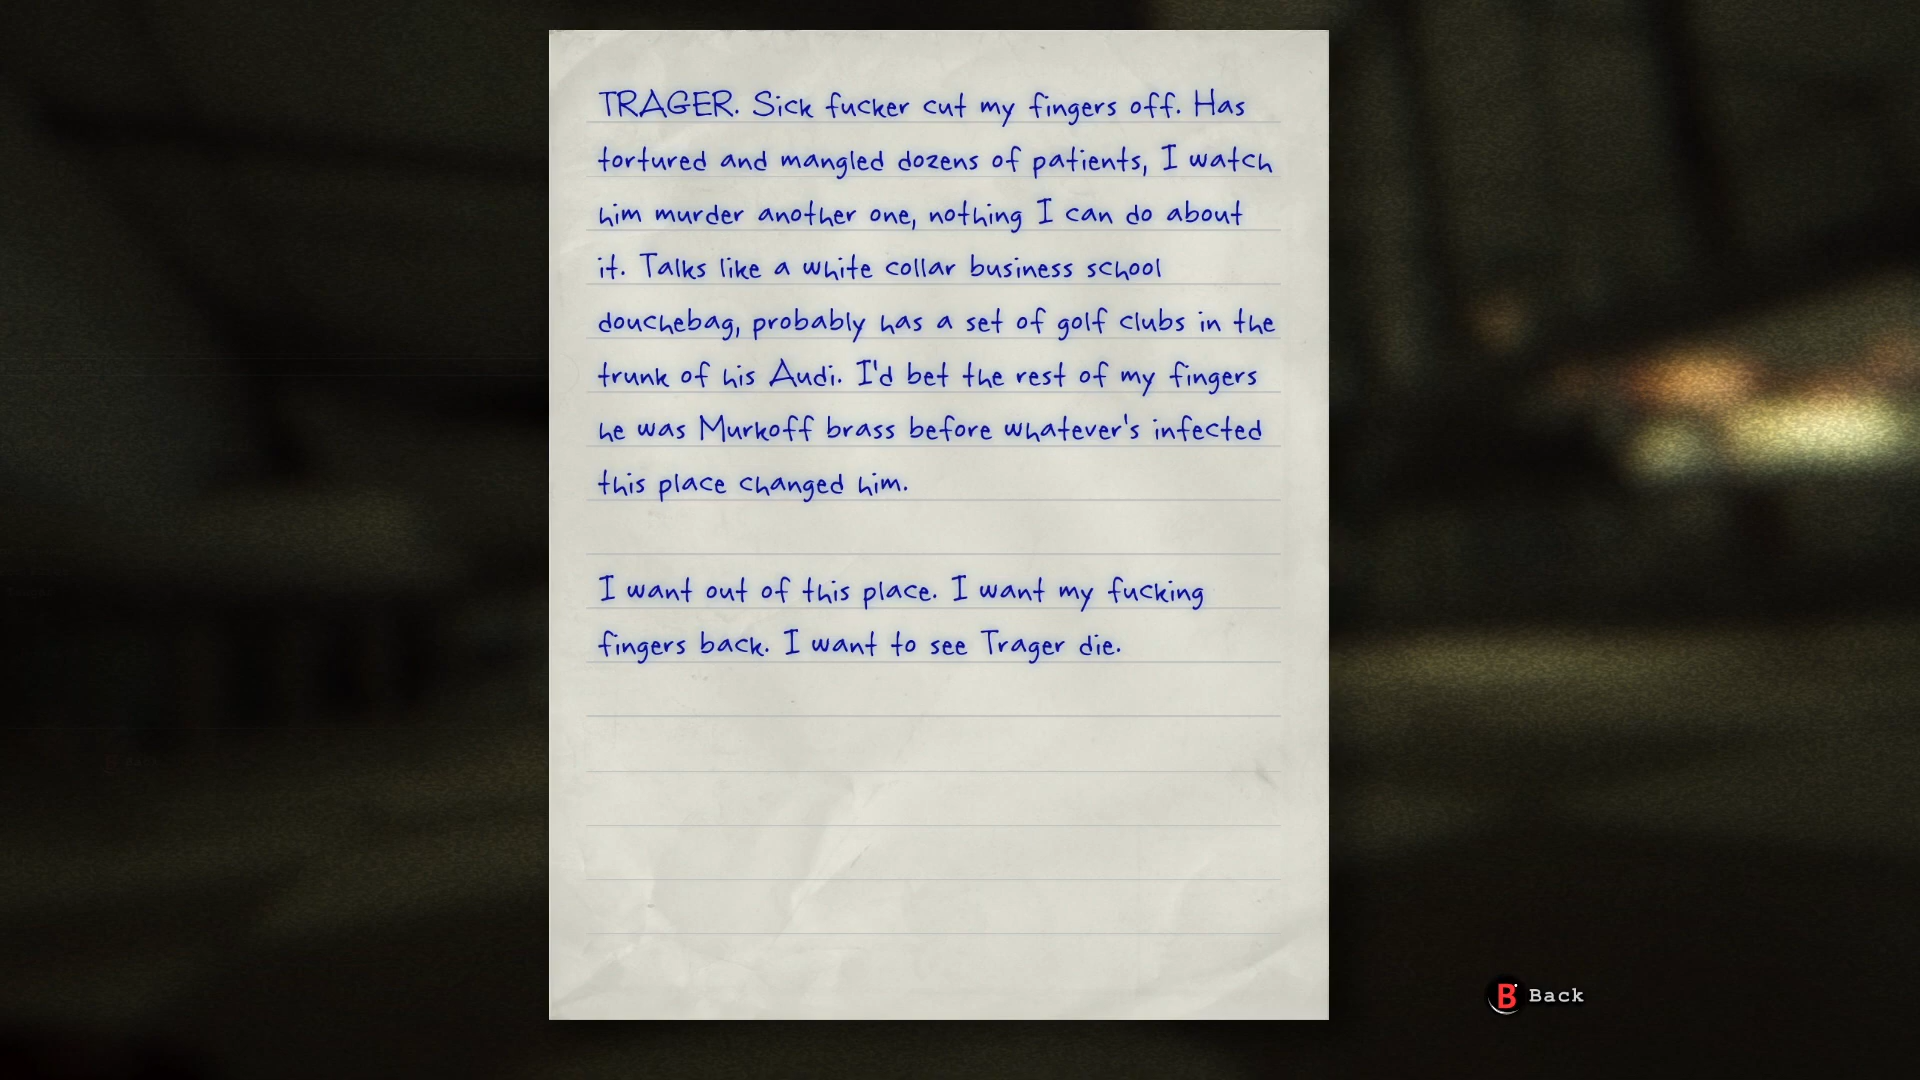 TRAGER. Sick fucker cut my fingers off. Has
tortured and mangled dozens of patients, I watch
him murder another one, nothing I can do about
it. Talks like a white collar business school
douchebag, probably has a set of golf clubs in the
trunk of his Audi. I'd bet the rest of my fingers
he was Murkoff brass before whatever's infected
this place changed him.
I want out of this place. I want my fucking
fingers back. I want to see Trager die.
B Back